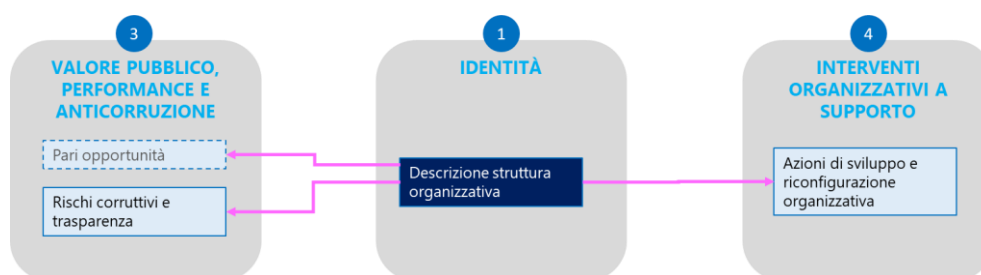 3
VALORE PUBBLICO,
PERFORMANCE E
ANTICORRUZIONE
Pari opportunità
Rischi corruttivi e
trasparenza
1
IDENTITÀ
Descrizione struttura
organizzativa
4
INTERVENTI
ORGANIZZATIVI A
SUPPORTO
Azioni di sviluppo e
riconfigurazione
organizzativa